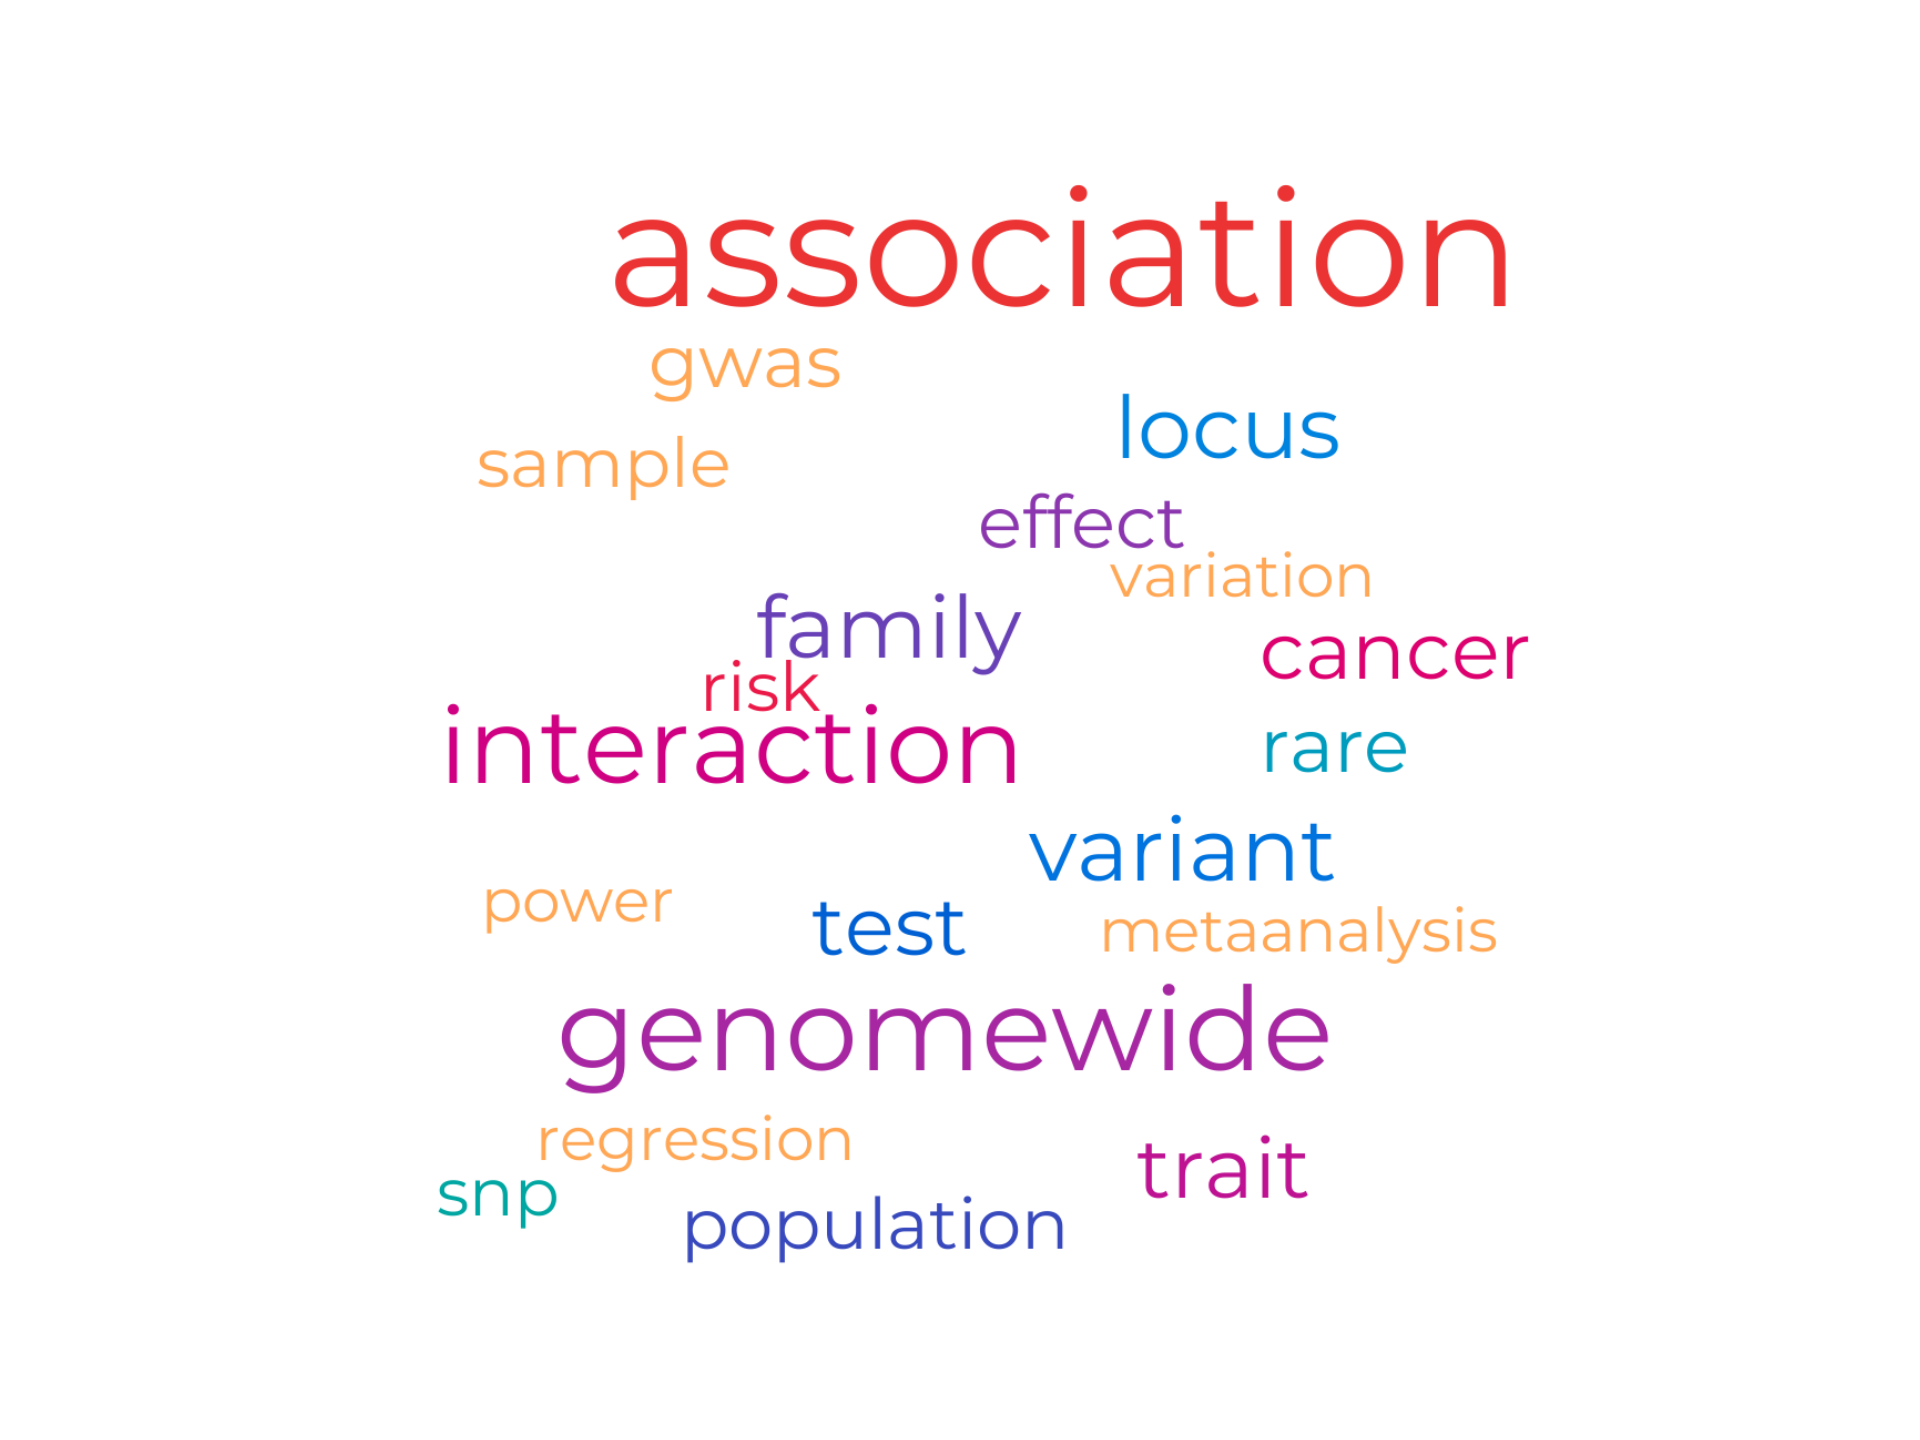 association
gwas
locus
sample
effect
variation
family
cancer
risk
interaction
rare
variant
power
test
metaanalysis
genomewide
regression
trait
snp
population